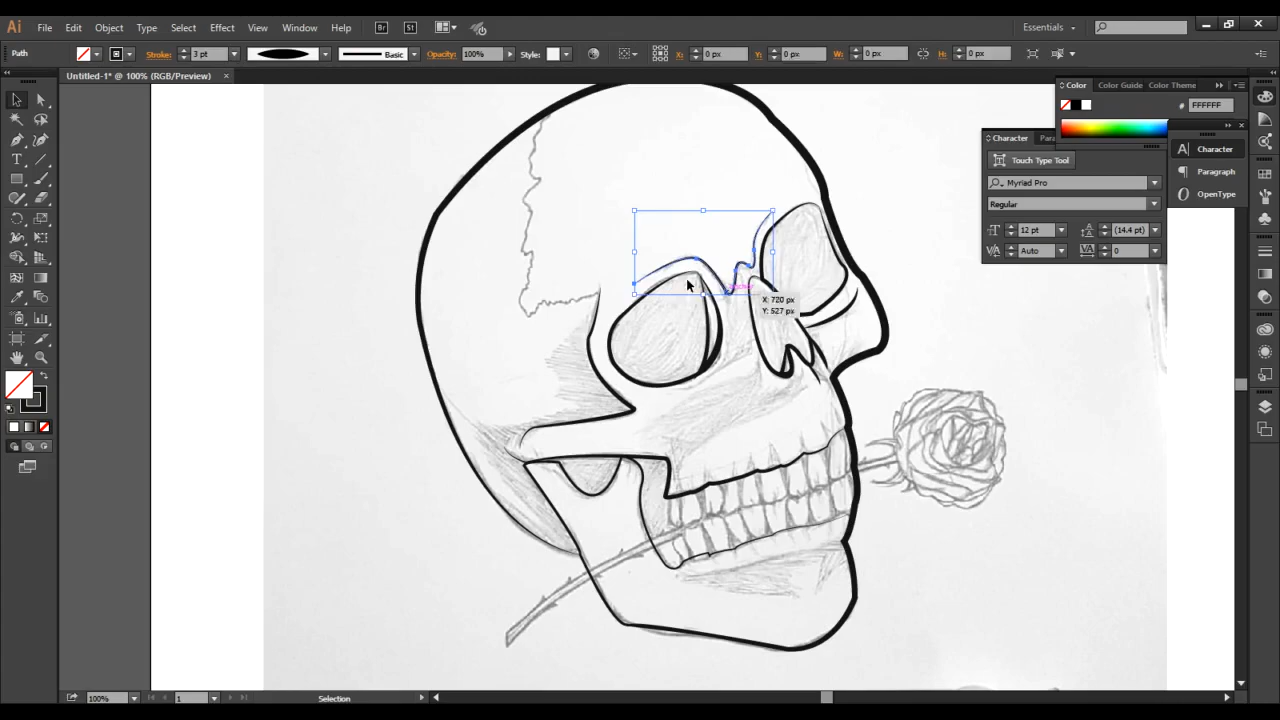 Ai File Edit Object Type Select Effect View Window Help Br St Essentials
Path Stroke: 3 pt Basic Opacity: 100% Style: X: 0 px Y: 0 px W: 0 px H: 0 px
Untitled-1* @ 100% (RGB/Preview) ×
Color Color Guide Color Theme
# FFFFFF
Character
Touch Type Tool
Myriad Pro
Regular
12 pt (14.4 pt)
Auto 0
Character
Paragraph
OpenType
X: 720 px
Y: 527 px
100% 1 Selection